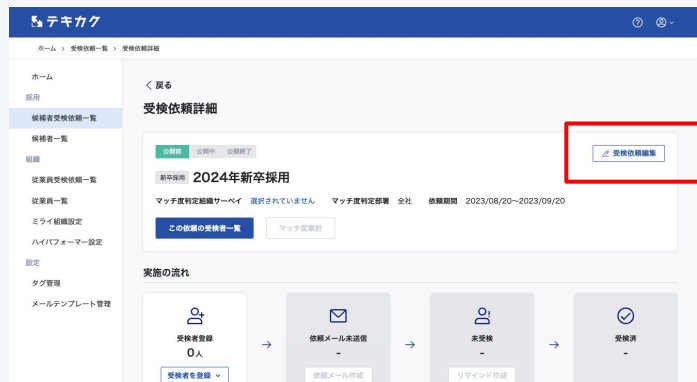 テキカク
ホーム > 受検依頼一覧 > 受検依頼詳細
ホーム
採用
候補者受検依頼一覧
候補者一覧
組織
従業員受検依頼一覧
従業員一覧
ミライ組織設定
ハイパフォーマー設定
設定
タグ管理
メールテンプレート管理
戻る
受検依頼詳細
公開前 公開中 公開終了
受検依頼編集
新卒採用 2024年新卒採用
マッチ度判定組織サーベイ 選択されていません マッチ度判定部署 全社 依頼期間 2023/08/20~2023/09/20
この依頼の受検者一覧 マッチ度集計
実施の流れ
受検者登録 → 依頼メール未送信 → 未受検 → 受検済
0人 - - -
受検者を登録 依頼メール作成 リマインド作成